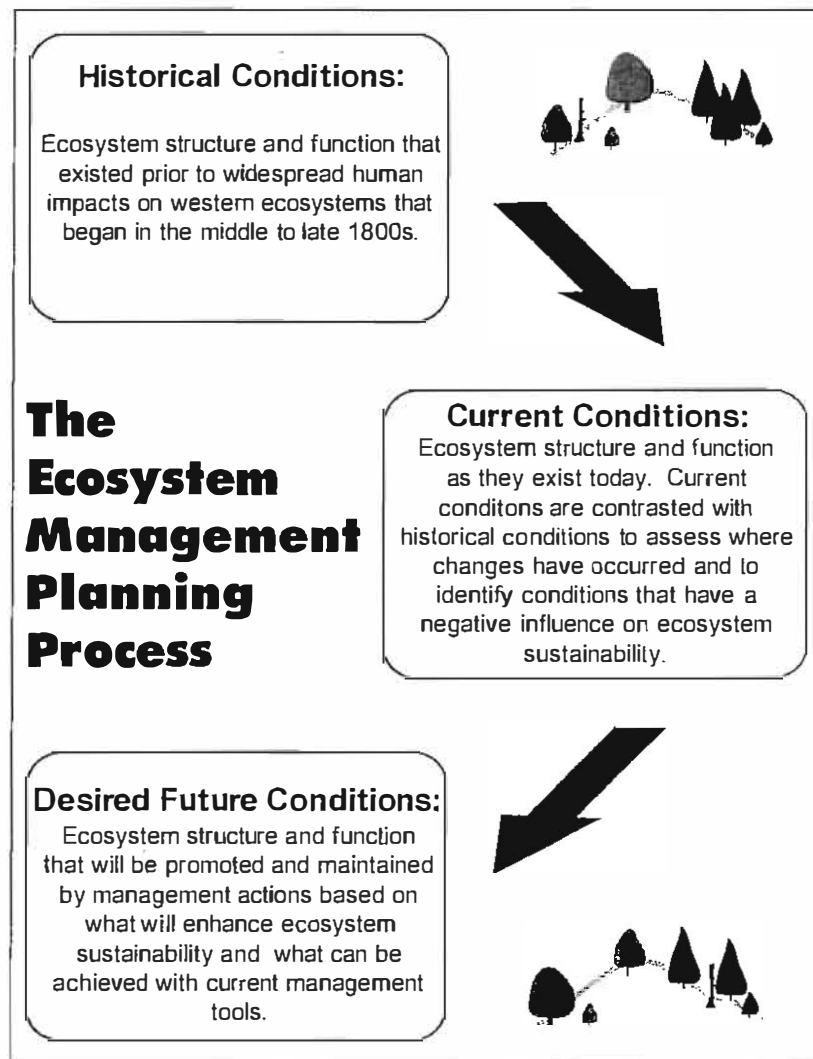 Historical Conditions:
Ecosystem structure and function that
existed prior to widespread human
impacts on western ecosystems that
began in the middle to late 1800s.
The
Ecosystem
Management
Planning
Process
Current Conditions:
Ecosystem structure and function
as they exist today. Current
conditons are contrasted with
historical conditions to assess where
changes have occurred and to
identify conditions that have a
negative influence on ecosystem
sustainability.
Desired Future Conditions:
Ecosystem structure and function
that will be promoted and maintained
by management actions based on
what will enhance ecosystem
sustainability and what can be
achieved with current management
tools.